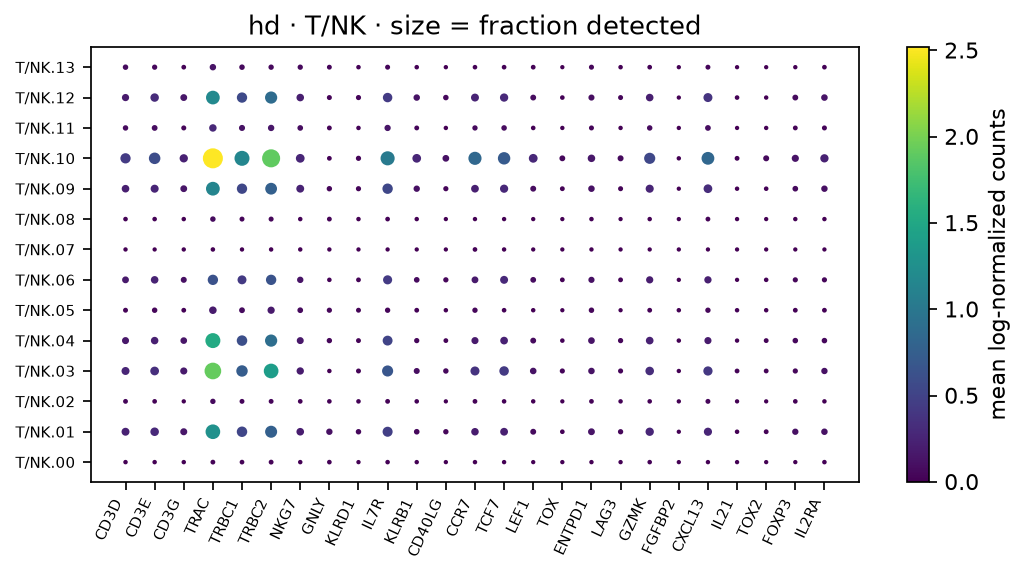 hd · T/NK · size = fraction detected
T/NK.13
T/NK.12
T/NK.11
T/NK.10
T/NK.09
T/NK.08
T/NK.07
T/NK.06
T/NK.05
T/NK.04
T/NK.03
T/NK.02
T/NK.01
T/NK.00
CD3D
CD3E
CD3G
TRAC
TRBC1
TRBC2
NKG7
GNLY
KLRD1
IL7R
KLRB1
CD40LG
CCR7
TCF7
LEF1
TOX
ENTPD1
LAG3
GZMK
FGFBP2
CXCL13
IL21
TOX2
FOXP3
IL2RA
2.5
2.0
1.5
1.0
0.5
0.0
mean log-normalized counts